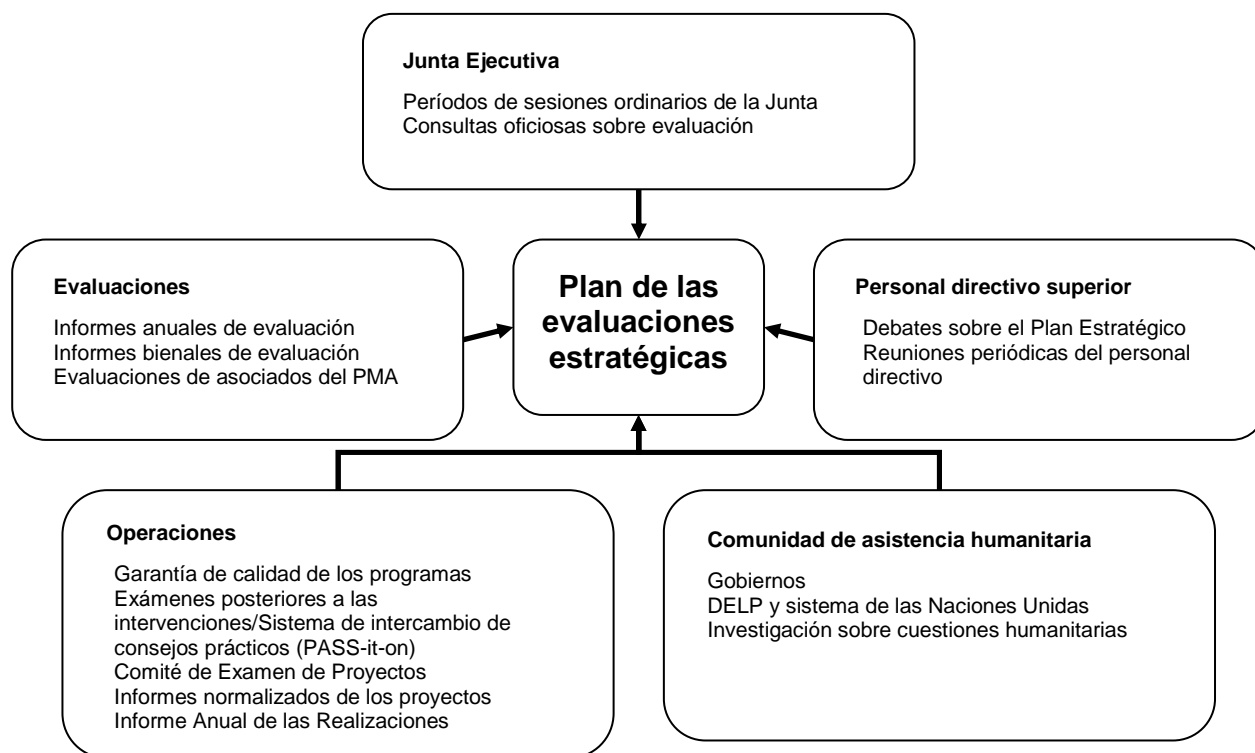 Junta Ejecutiva
Períodos de sesiones ordinarios de la Junta
Consultas oficiosas sobre evaluación
Evaluaciones
Informes anuales de evaluación
Informes bienales de evaluación
Evaluaciones de asociados del PMA
Plan de las
evaluaciones
estratégicas
Personal directivo superior
Debates sobre el Plan Estratégico
Reuniones periódicas del personal
directivo
Operaciones
Garantía de calidad de los programas
Exámenes posteriores a las
intervenciones/Sistema de intercambio de
consejos prácticos (PASS-it-on)
Comité de Examen de Proyectos
Informes normalizados de los proyectos
Informe Anual de las Realizaciones
Comunidad de asistencia humanitaria
Gobiernos
DELP y sistema de las Naciones Unidas
Investigación sobre cuestiones humanitarias